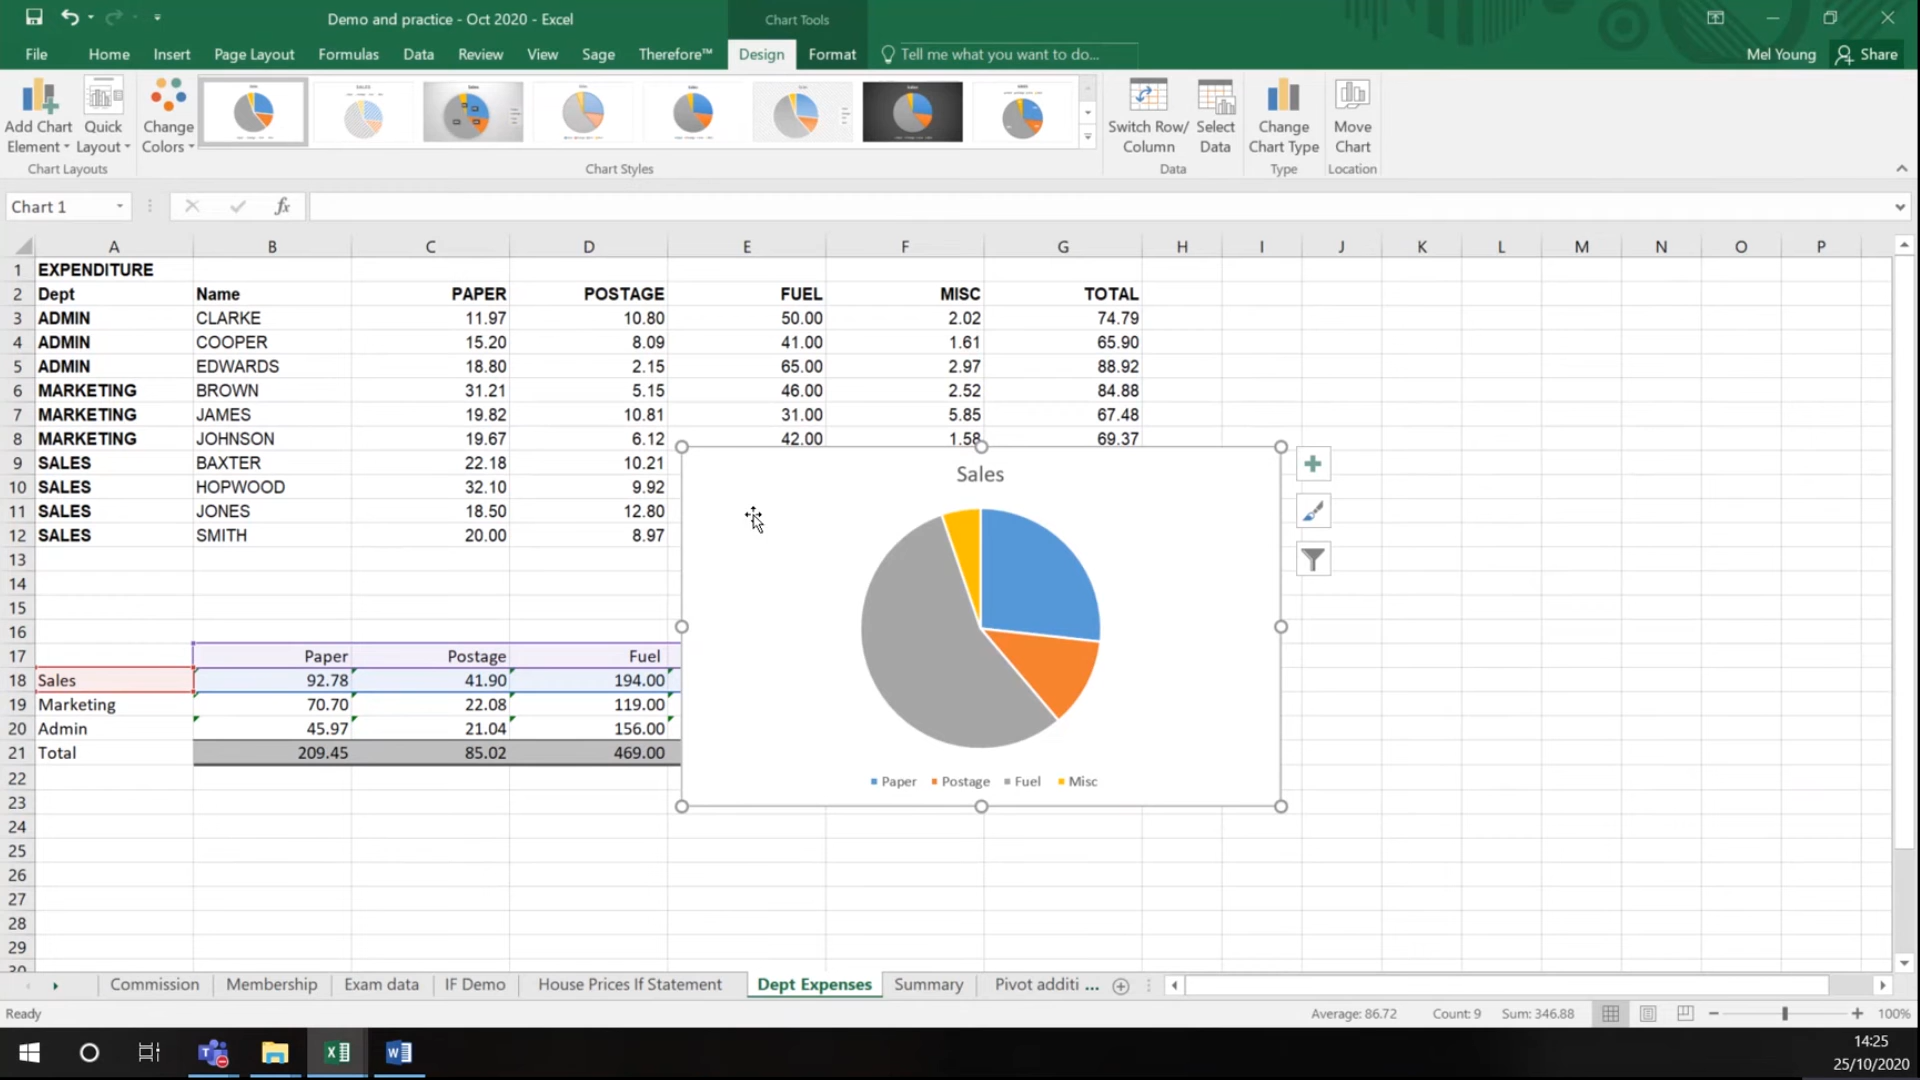 Demo and practice - Oct 2020 - Excel
Chart Tools
File Home Insert Page Layout Formulas Data Review View Sage Therefore™ Design Format Tell me what you want to do... Mel Young Share
Add Chart Element
Quick Layout
Change Colors
Switch Row/ Column
Select Data
Change Chart Type
Move Chart
Chart Layouts Chart Styles Data Type Location
Chart 1 fx
A B C D E F G H I J K L M N O P
1 EXPENDITURE
2 Dept Name PAPER POSTAGE FUEL MISC TOTAL
3 ADMIN CLARKE 11.97 10.80 50.00 2.02 74.79
4 ADMIN COOPER 15.20 8.09 41.00 1.61 65.90
5 ADMIN EDWARDS 18.80 2.15 65.00 2.97 88.92
6 MARKETING BROWN 31.21 5.15 46.00 2.52 84.88
7 MARKETING JAMES 19.82 10.81 31.00 5.85 67.48
8 MARKETING JOHNSON 19.67 6.12 42.00 1.58 69.37
9 SALES BAXTER 22.18 10.21
Sales
10 SALES HOPWOOD 32.10 9.92
11 SALES JONES 18.50 12.80
12 SALES SMITH 20.00 8.97
13
14
15
16
17 Paper Postage Fuel
18 Sales 92.78 41.90 194.00
19 Marketing 70.70 22.08 119.00
20 Admin 45.97 21.04 156.00
21 Total 209.45 85.02 469.00
22
Paper Postage Fuel Misc
23
24
25
26
27
28
29
30
Commission Membership Exam data IF Demo House Prices If Statement Dept Expenses Summary Pivot additi ...
Ready Average: 86.72 Count: 9 Sum: 346.88 100%
14:25
25/10/2020